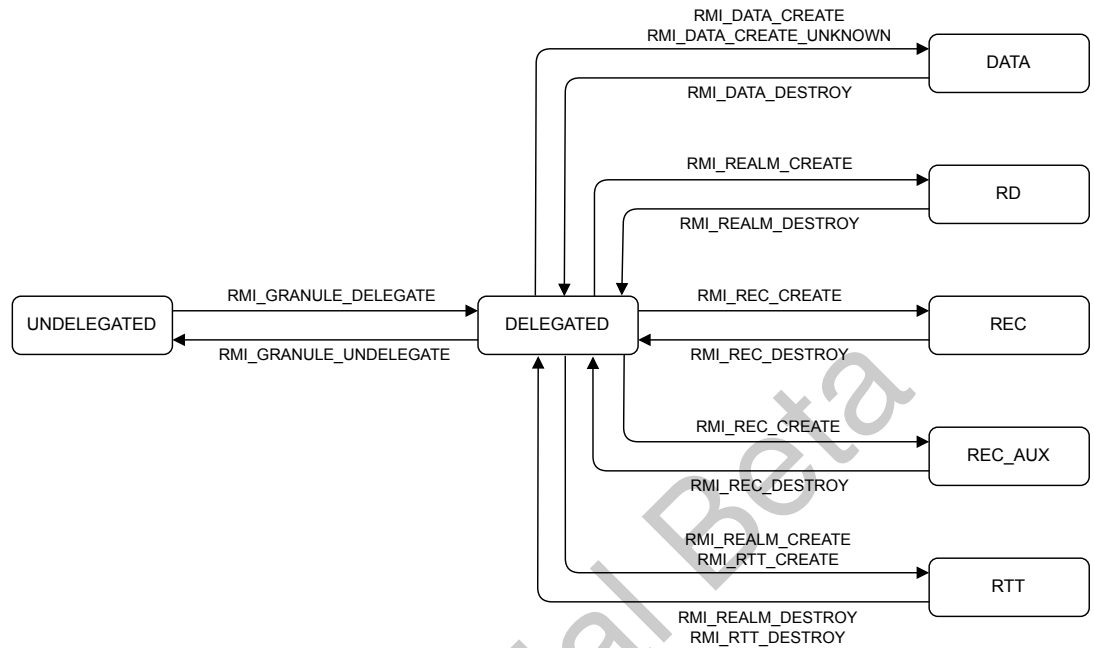 RMI_DATA_CREATE
RMI_DATA_CREATE_UNKNOWN
DATA
RMI_DATA_DESTROY
RMI_REALM_CREATE
RD
RMI_REALM_DESTROY
RMI_GRANULE_DELEGATE
RMI_REC_CREATE
UNDELEGATED
DELEGATED
REC
RMI_GRANULE_UNDELEGATE
RMI_REC_DESTROY
RMI_REC_CREATE
REC_AUX
RMI_REC_DESTROY
RMI_REALM_CREATE
RMI_RTT_CREATE
RTT
RMI_REALM_DESTROY
RMI_RTT_DESTROY
Beta